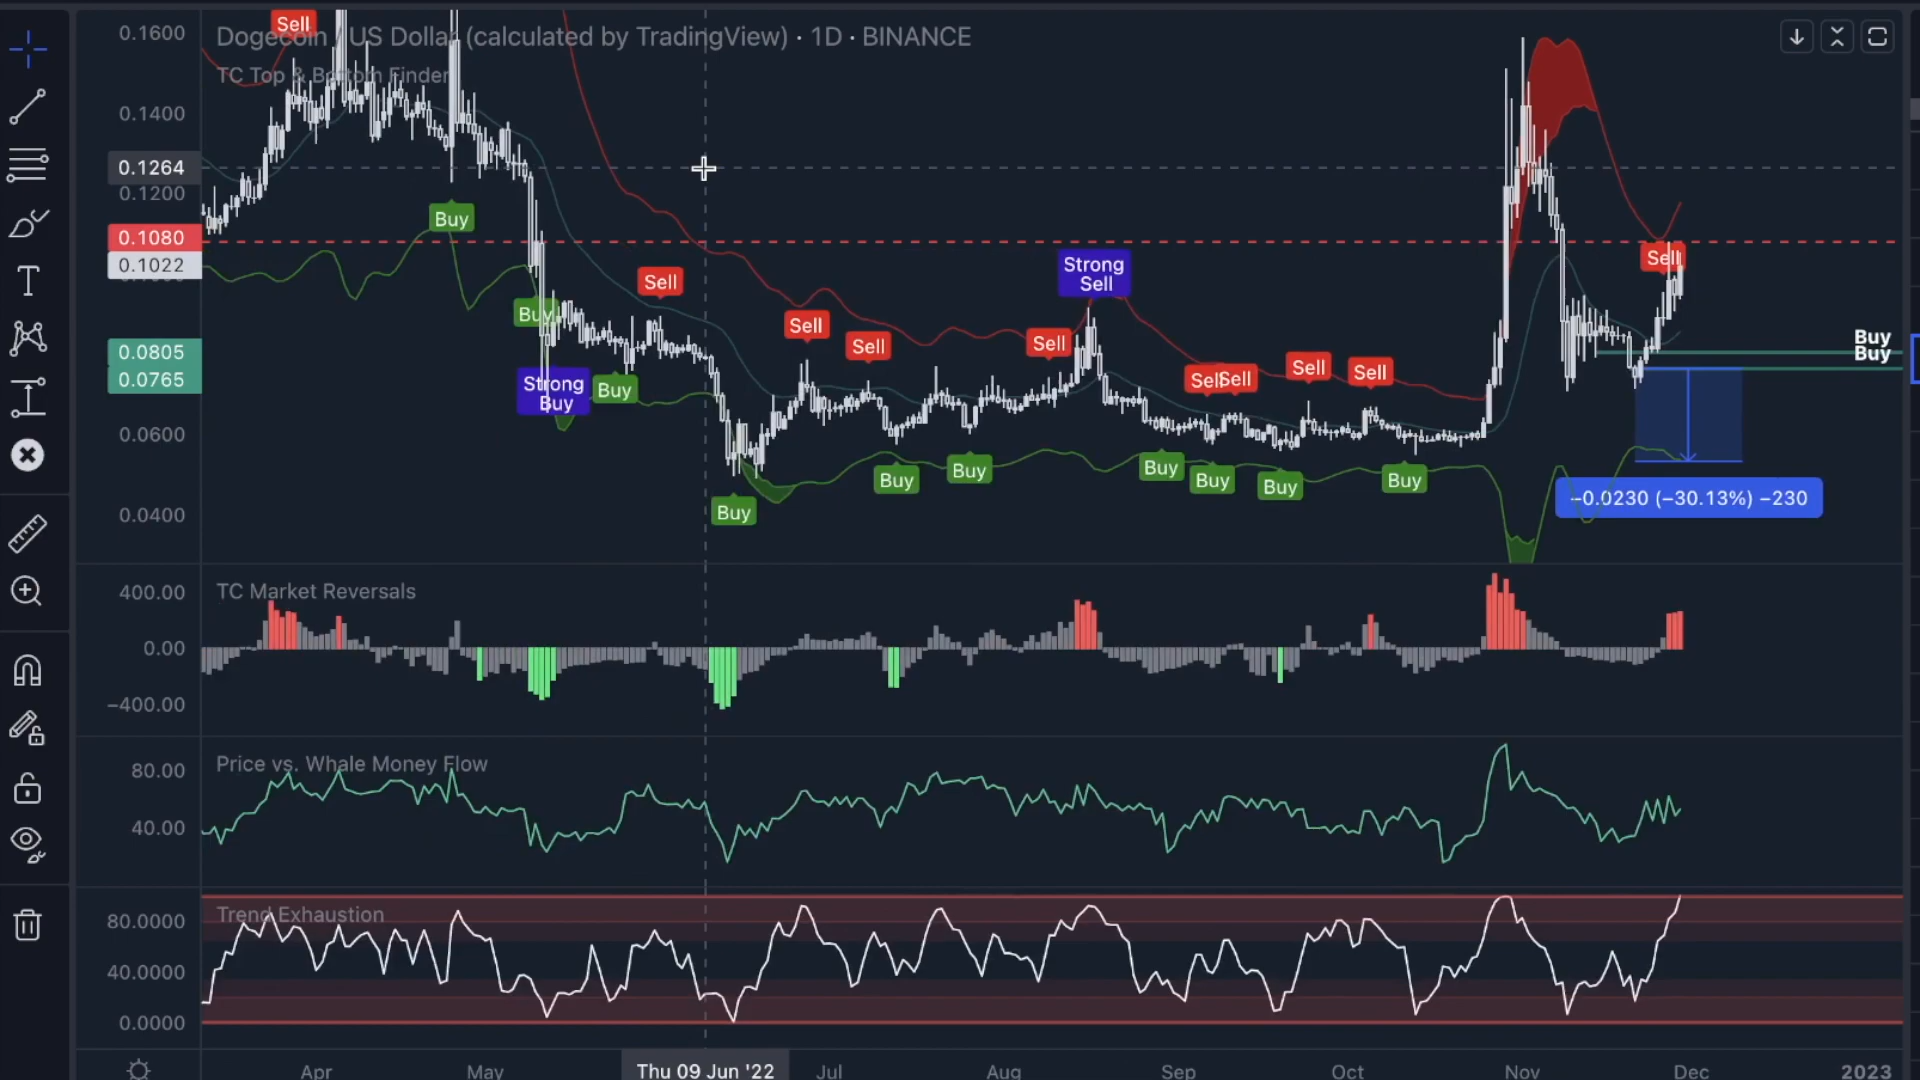 Dogecoin / US Dollar (calculated by TradingView) · 1D · BINANCE
TC Top & Bottom Finder
0.1600
0.1400
0.1264
0.1200
0.1080
0.1022
0.0805
0.0765
0.0600
0.0400
Sell
Buy
Buy
Strong
Buy
Buy
Sell
Buy
Sell
Sell
Buy
Buy
Sell
Strong
Sell
Buy
Sell
Sell
Buy
Sell
Buy
Sell
Buy
Sell
Buy
Buy
−0.0230 (−30.13%) −230
TC Market Reversals
400.00
0.00
−400.00
Price vs. Whale Money Flow
80.00
40.00
Trend Exhaustion
80.0000
40.0000
0.0000
Apr
May
Thu 09 Jun '22
Jul
Aug
Sep
Oct
Nov
Dec
2023